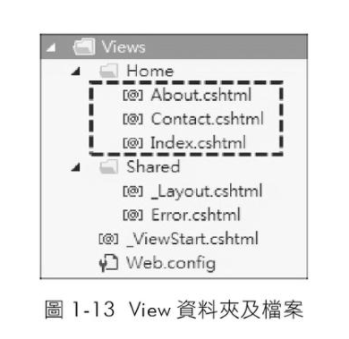 Views
Home
[@] About.cshtml
[@] Contact.cshtml
[@] Index.cshtml
Shared
[@] _Layout.cshtml
[@] Error.cshtml
[@] _ViewStart.cshtml
Web.config
圖 1-13 View 資料夾及檔案